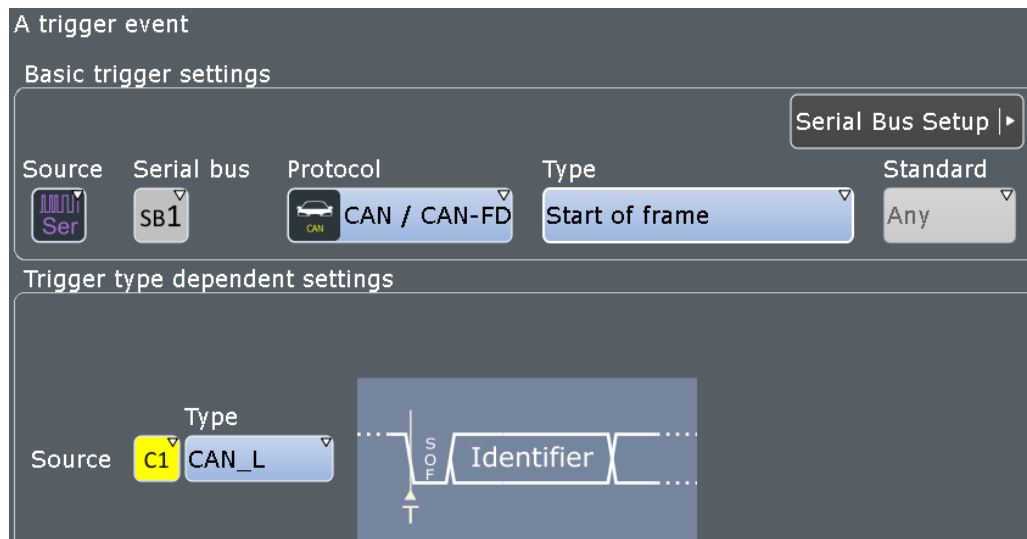 A trigger event
Basic trigger settings
Serial Bus Setup
Source Serial bus Protocol Type Standard
Ser SB1 CAN CAN / CAN-FD Start of frame Any
Trigger type dependent settings
Type
Source C1 CAN_L
SOF Identifier
T